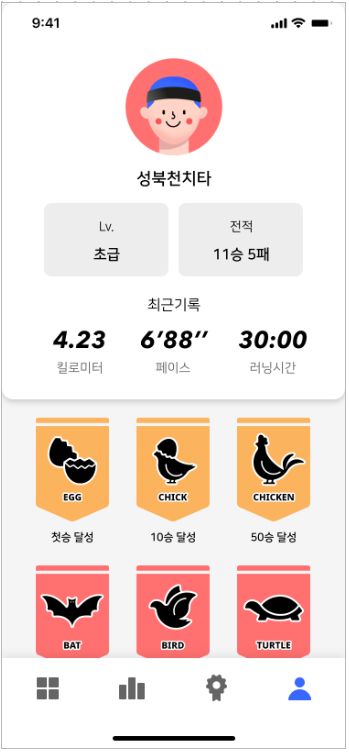 9:41
성북천치타
Lv.
전적
초급
11승 5패
최근기록
4.23
6’88’’
30:00
킬로미터
페이스
러닝시간
EGG
CHICK
CHICKEN
첫승 달성
10승 달성
50승 달성
BAT
BIRD
TURTLE